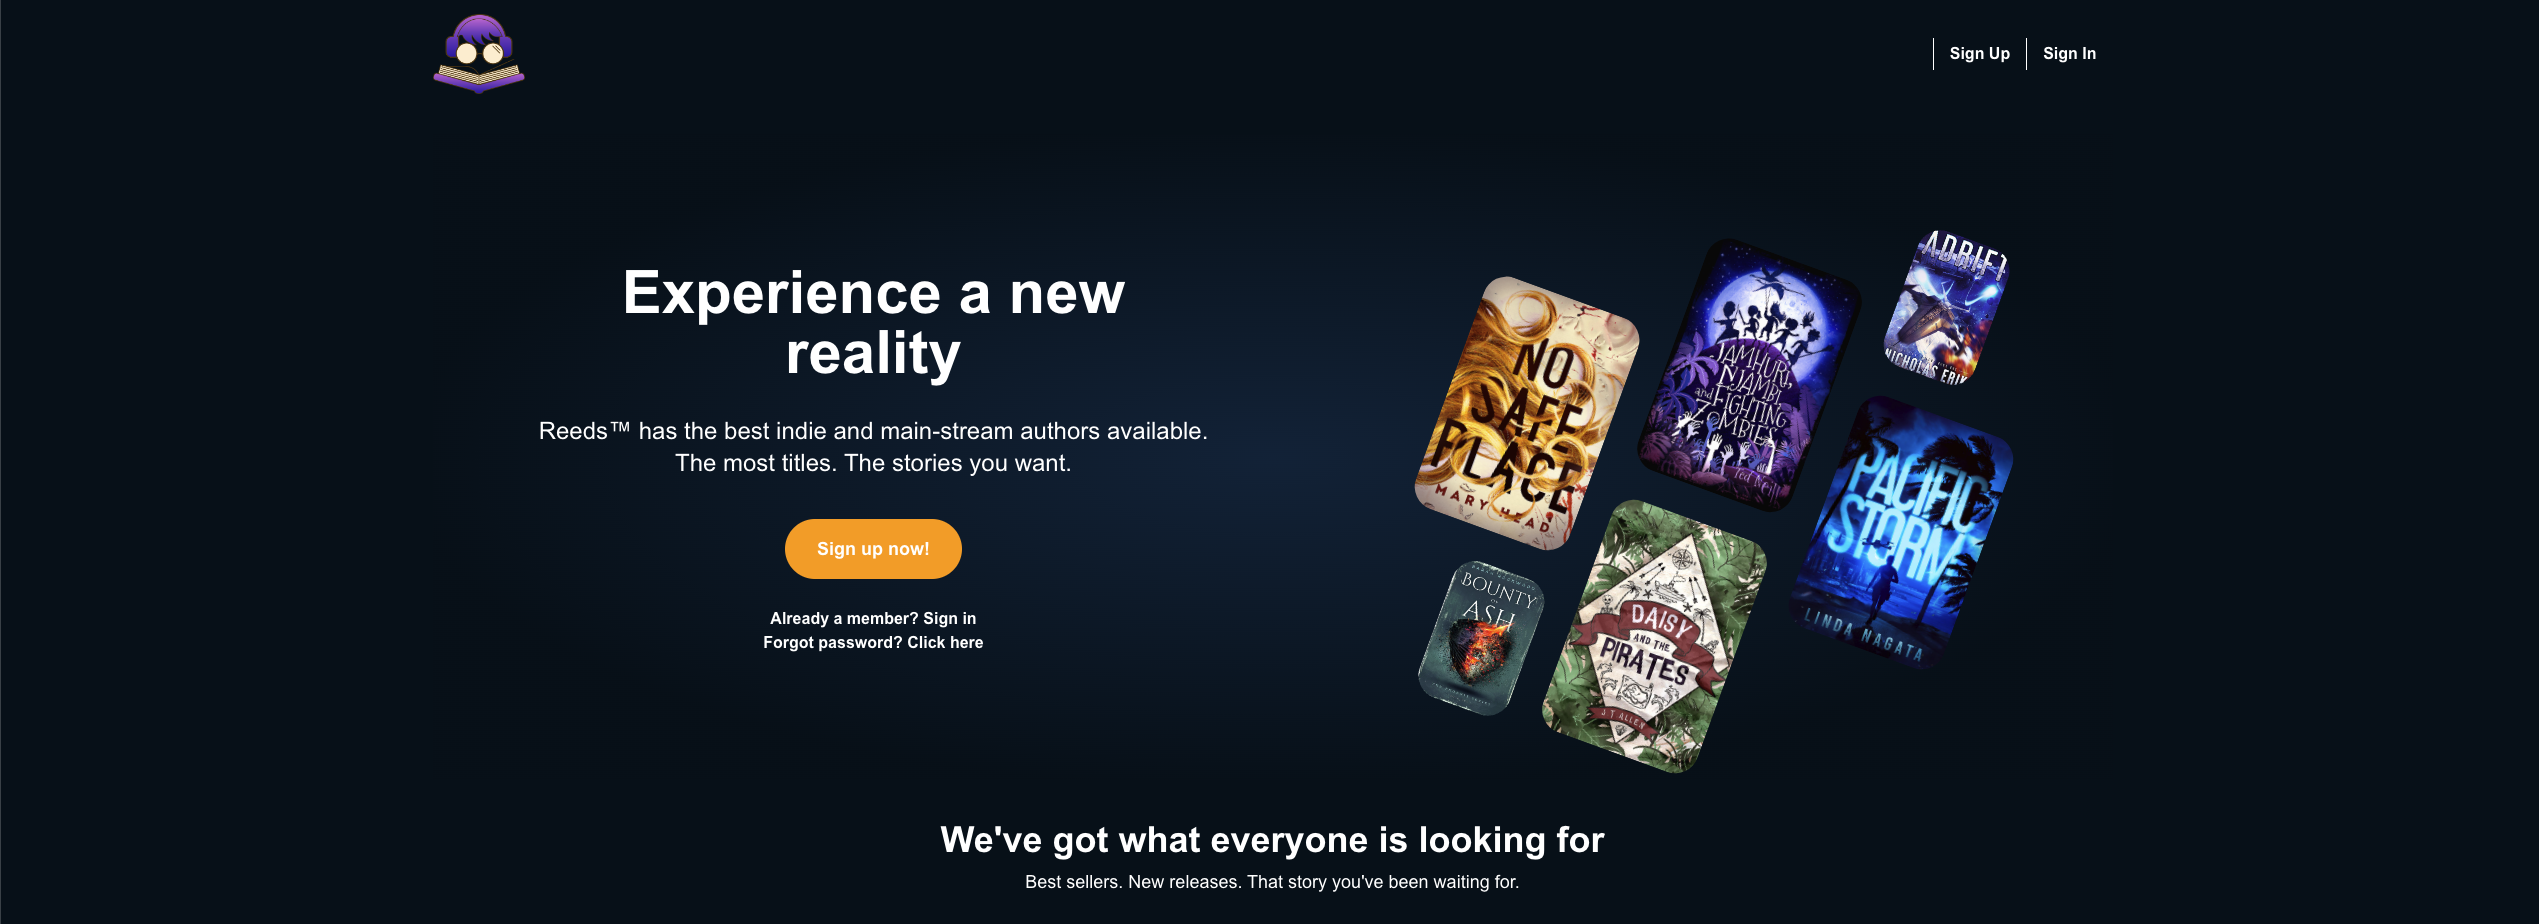 Sign Up
Sign In
Experience a new
reality
Reeds™ has the best indie and main-stream authors available.
The most titles. The stories you want.
Sign up now!
Already a member? Sign in
Forgot password? Click here
NO
SAFE
PLACE
MARY HEAD
JAMHURI,
NJAMBI
and FIGHTING
ZOMBIES
Ted Neill
ADRIFT
NICHOLAS ERIK
PACIFIC
STORM
LINDA NAGATA
BOUNTY
ASH
DAISY
AND THE
PIRATES
J T ALLEN
We've got what everyone is looking for
Best sellers. New releases. That story you've been waiting for.